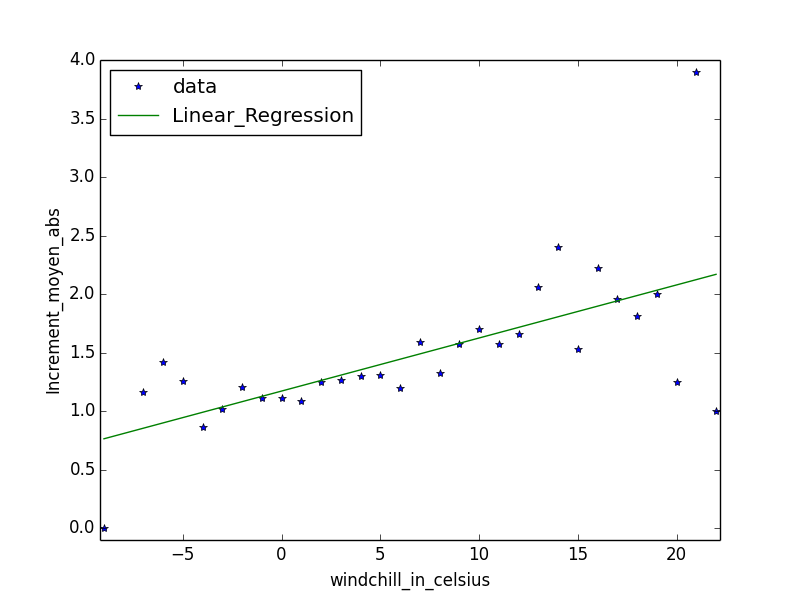 4.0
3.5
3.0
2.5
2.0
1.5
1.0
0.5
0.0
data
Linear_Regression
Increment_moyen_abs
−5 0 5 10 15 20
windchill_in_celsius